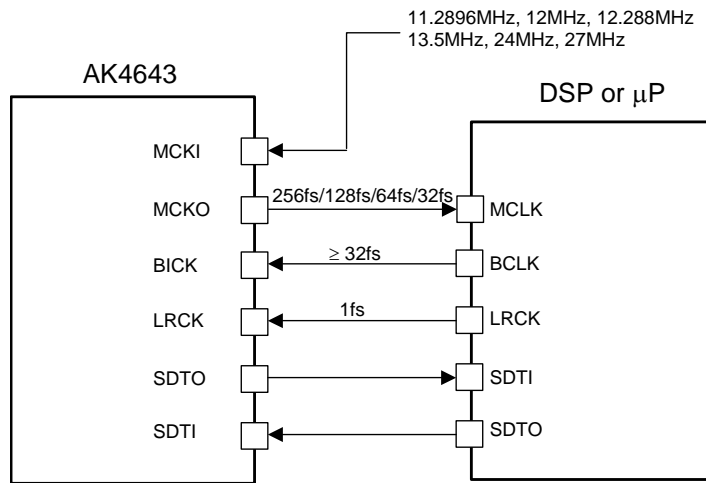 11.2896MHz, 12MHz, 12.288MHz
13.5MHz, 24MHz, 27MHz
AK4643
DSP or μP
MCKI
MCKO 256fs/128fs/64fs/32fs MCLK
BICK ≥ 32fs BCLK
LRCK 1fs LRCK
SDTO SDTI
SDTI SDTO